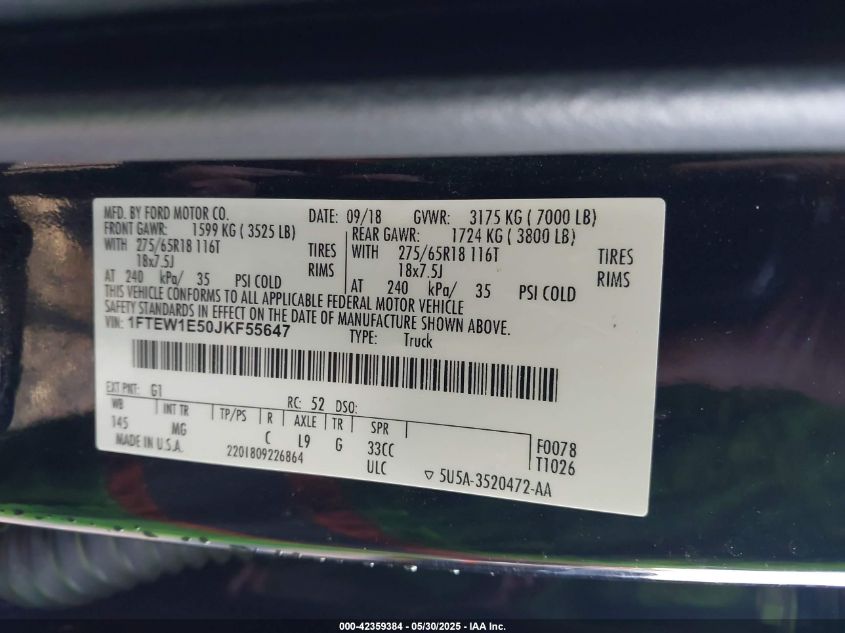 MFD. BY FORD MOTOR CO. DATE: 09/18 GVWR: 3175 KG ( 7000 LB)
FRONT GAWR: 1599 KG ( 3525 LB) REAR GAWR: 1724 KG ( 3800 LB)
WITH 275/65R18 116T TIRES WITH 275/65R18 116T TIRES
18x7.5J RIMS 18x7.5J RIMS
AT 240 kPa/ 35 PSI COLD AT 240 kPa/ 35 PSI COLD
THIS VEHICLE CONFORMS TO ALL APPLICABLE FEDERAL MOTOR VEHICLE
SAFETY STANDARDS IN EFFECT ON THE DATE OF MANUFACTURE SHOWN ABOVE.
VIN: 1FTEW1E50JKF55647 TYPE: Truck
EXT PNT: G1 RC: 52 DSO:
WB INT TR TP/PS R AXLE TR SPR
145 MG C L9 G 33CC F0078
MADE IN U.S.A. 2201809226864 ULC T1026
▽ 5U5A-3520472-AA
000-42359384 - 05/30/2025 - IAA Inc.